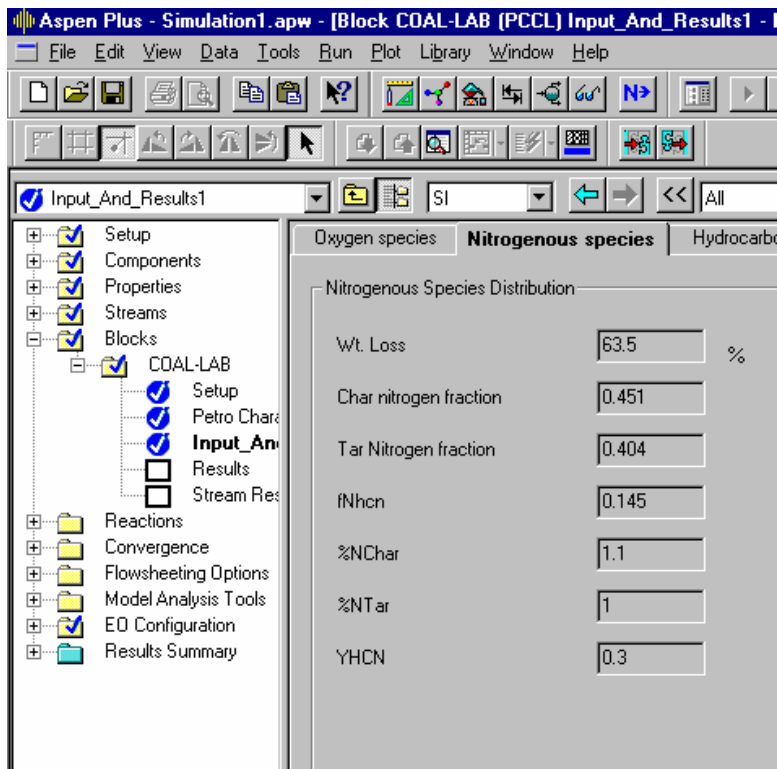 Aspen Plus - Simulation1.apw - [Block COAL-LAB (PCCL) Input_And_Results1 -
File Edit View Data Tools Run Plot Library Window Help
N
Input_And_Results1 SI << All
Setup
Components
Properties
Streams
Blocks
COAL-LAB
Setup
Petro Chara
Input_An
Results
Stream Res
Reactions
Convergence
Flowsheeting Options
Model Analysis Tools
EO Configuration
Results Summary
Oxygen species Nitrogenous species Hydrocarbo
Nitrogenous Species Distribution
Wt. Loss 63.5 %
Char nitrogen fraction 0.451
Tar Nitrogen fraction 0.404
fNhcn 0.145
%NChar 1.1
%NTar 1
YHCN 0.3